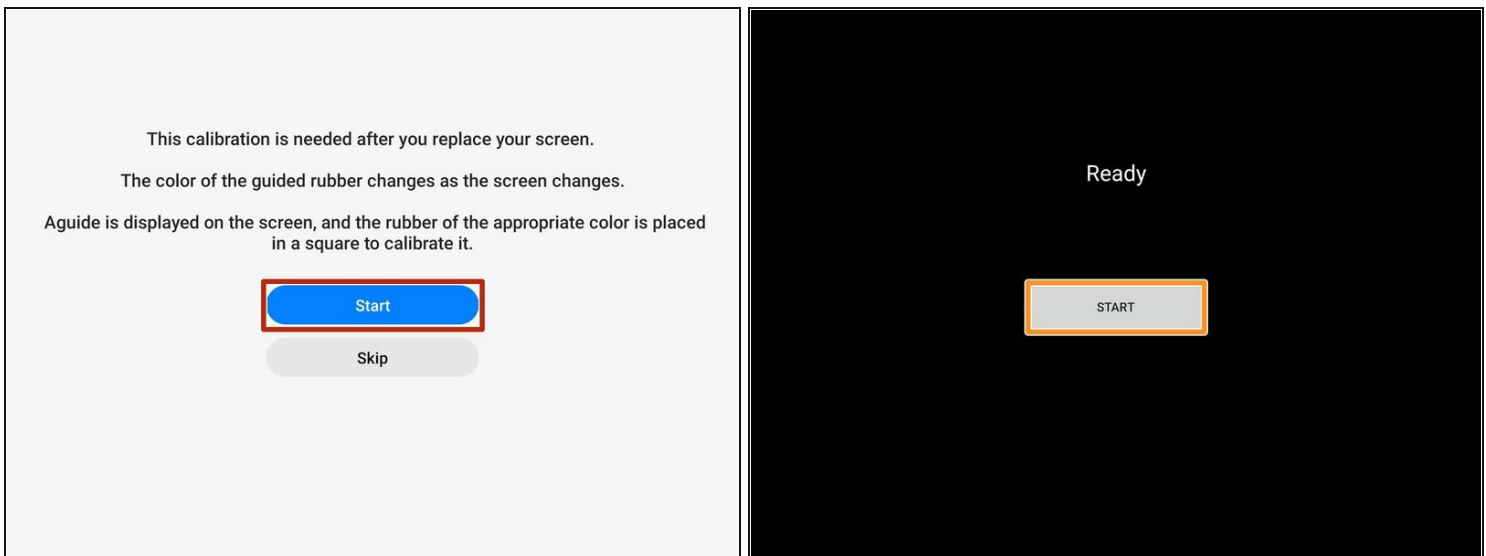 This calibration is needed after you replace your screen.
The color of the guided rubber changes as the screen changes.
Aguide is displayed on the screen, and the rubber of the appropriate color is placed
in a square to calibrate it.
Start
Skip
Ready
START